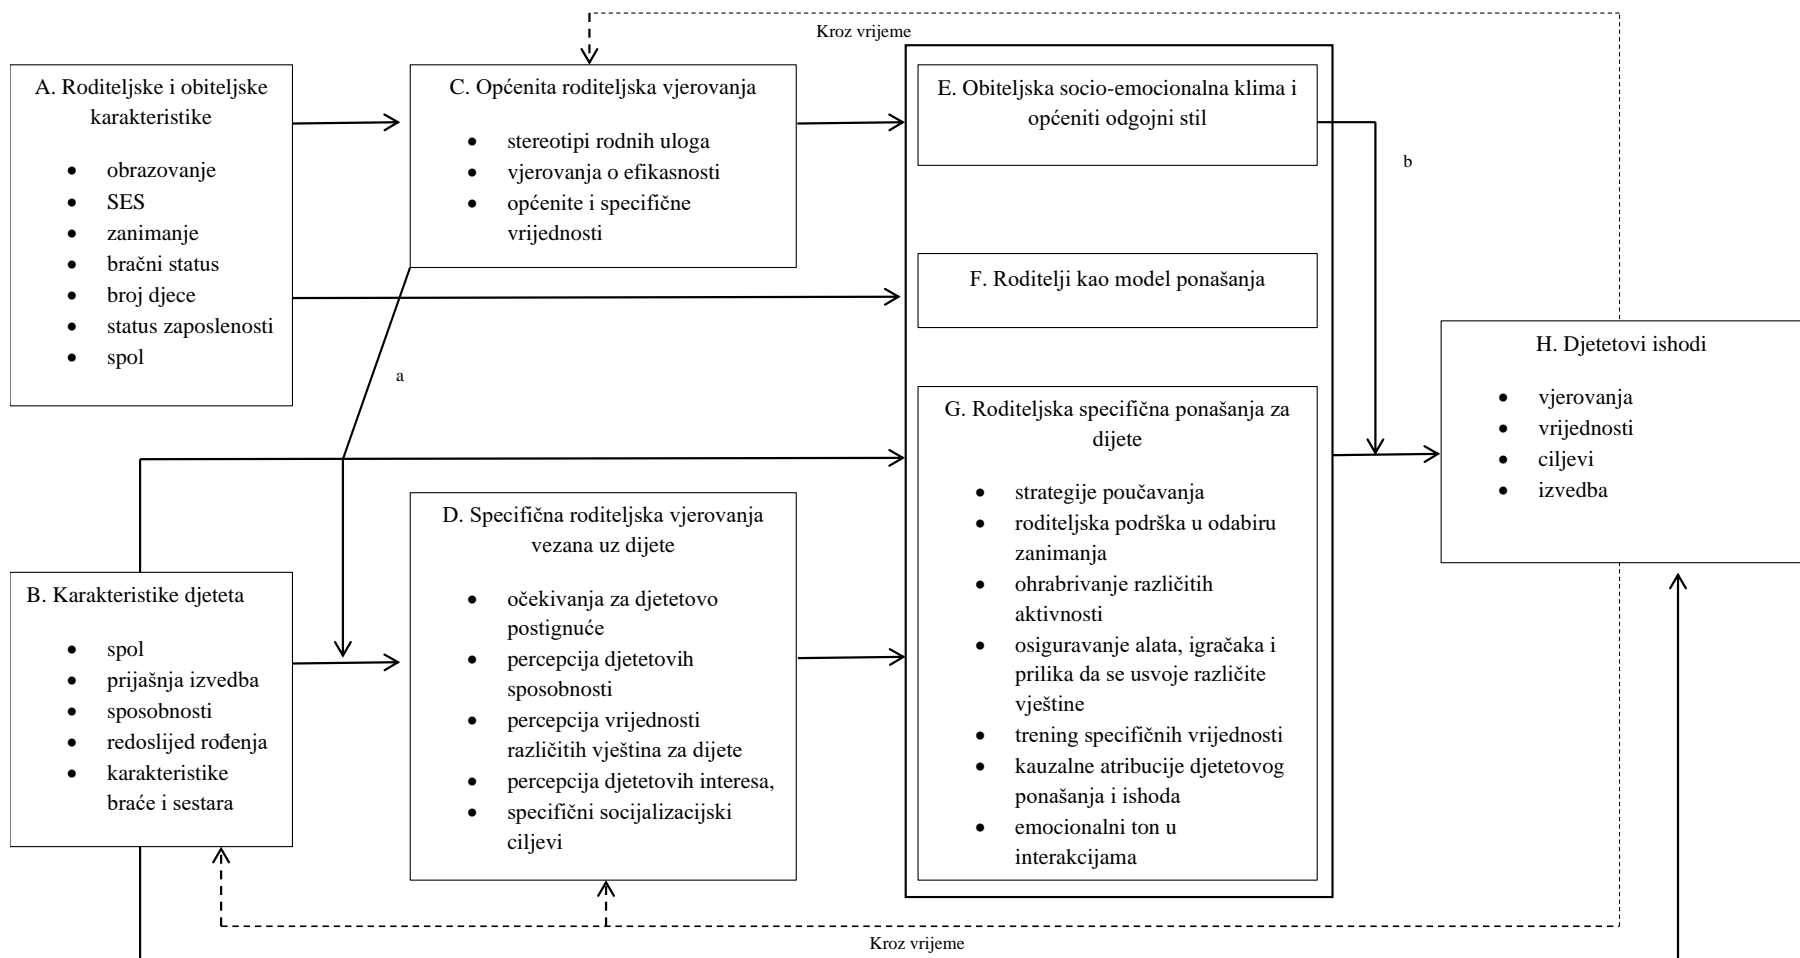 Kroz vrijeme
A. Roditeljske i obiteljske
karakteristike
obrazovanje
SES
zanimanje
bračni status
broj djece
status zaposlenosti
spol
C. Općenita roditeljska vjerovanja
stereotipi rodnih uloga
vjerovanja o efikasnosti
općenite i specifične
vrijednosti
E. Obiteljska socio-emocionalna klima i
općeniti odgojni stil
b
F. Roditelji kao model ponašanja
a
B. Karakteristike djeteta
spol
prijašnja izvedba
sposobnosti
redoslijed rođenja
karakteristike
braće i sestara
D. Specifična roditeljska vjerovanja
vezana uz dijete
očekivanja za djetetovo
postignuće
percepcija djetetovih
sposobnosti
percepcija vrijednosti
različitih vještina za dijete
percepcija djetetovih interesa,
specifični socijalizacijski
ciljevi
G. Roditeljska specifična ponašanja za
dijete
strategije poučavanja
roditeljska podrška u odabiru
zanimanja
ohrabrivanje različitih
aktivnosti
osiguravanje alata, igračaka i
prilika da se usvoje različite
vještine
trening specifičnih vrijednosti
kauzalne atribucije djetetovog
ponašanja i ishoda
emocionalni ton u
interakcijama
H. Djetetovi ishodi
vjerovanja
vrijednosti
ciljevi
izvedba
Kroz vrijeme